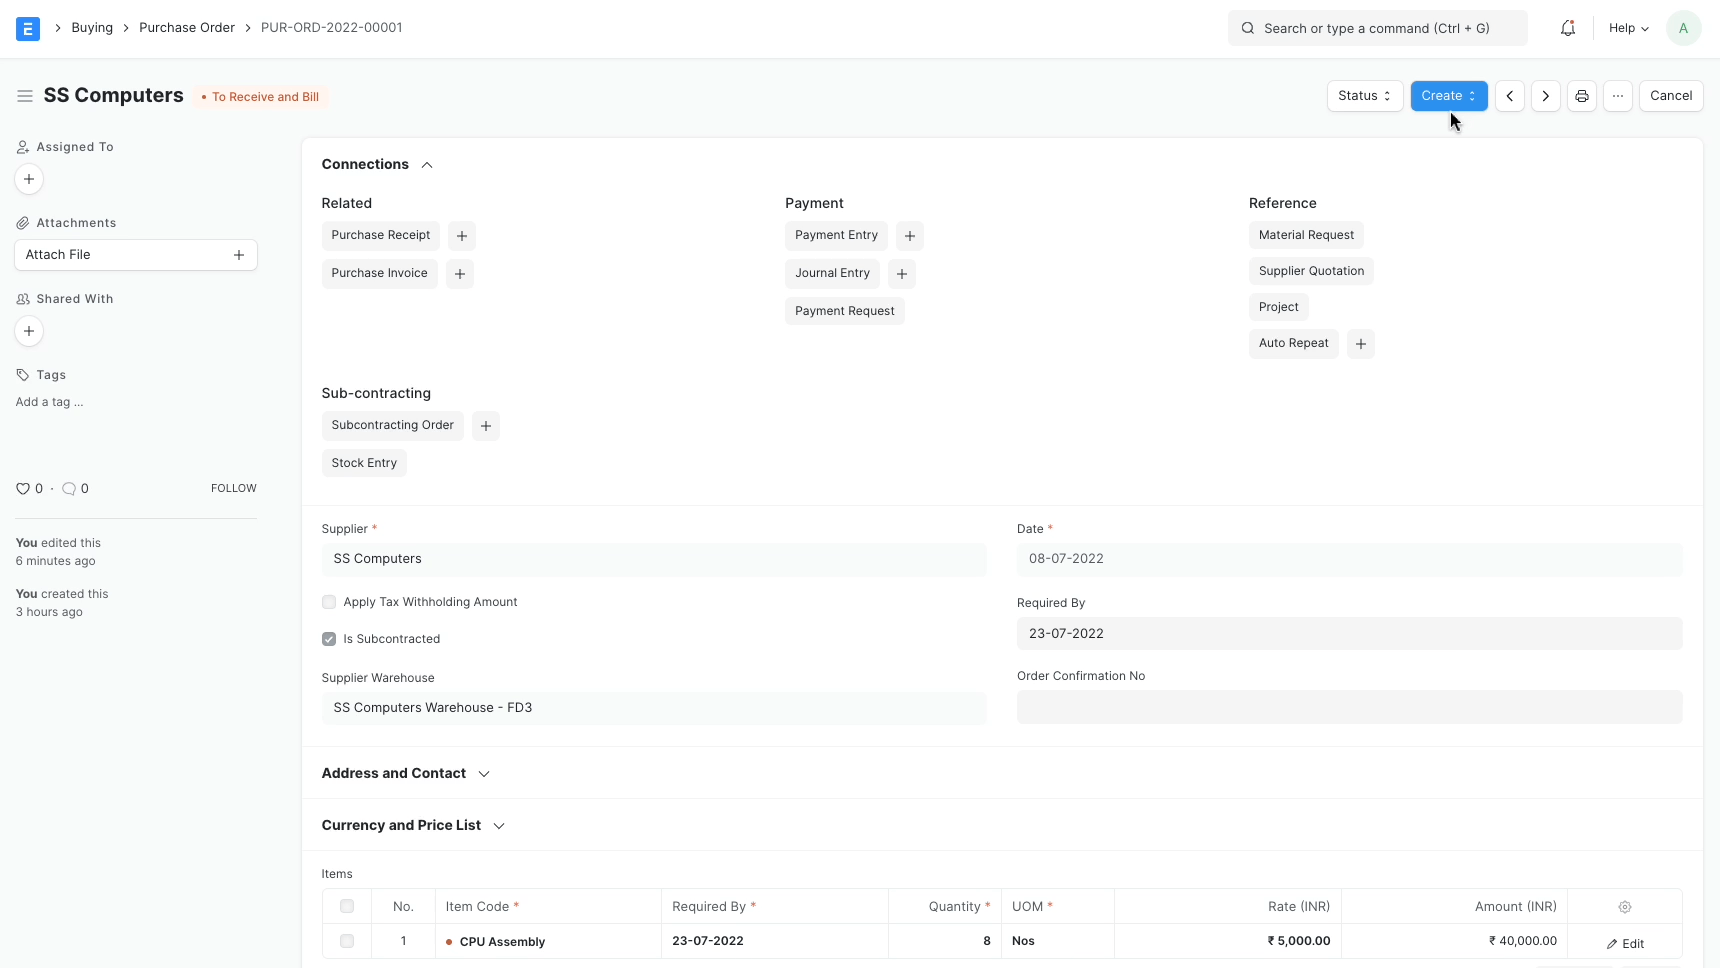 E
Buying
Purchase Order
PUR-ORD-2022-00001
Search or type a command (Ctrl + G)
Help
A
SS Computers
To Receive and Bill
Status
Create
Cancel
Assigned To
Attachments
Attach File
Shared With
Tags
Add a tag ...
0 · 0
FOLLOW
You edited this
6 minutes ago
You created this
3 hours ago
Connections
Related
Purchase Receipt
Purchase Invoice
Payment
Payment Entry
Journal Entry
Payment Request
Reference
Material Request
Supplier Quotation
Project
Auto Repeat
Sub-contracting
Subcontracting Order
Stock Entry
Supplier *
SS Computers
Apply Tax Withholding Amount
Is Subcontracted
Supplier Warehouse
SS Computers Warehouse - FD3
Date *
08-07-2022
Required By
23-07-2022
Order Confirmation No
Address and Contact
Currency and Price List
Items
No. Item Code * Required By * Quantity * UOM * Rate (INR) Amount (INR)
1 CPU Assembly 23-07-2022 8 Nos ₹ 5,000.00 ₹ 40,000.00 Edit